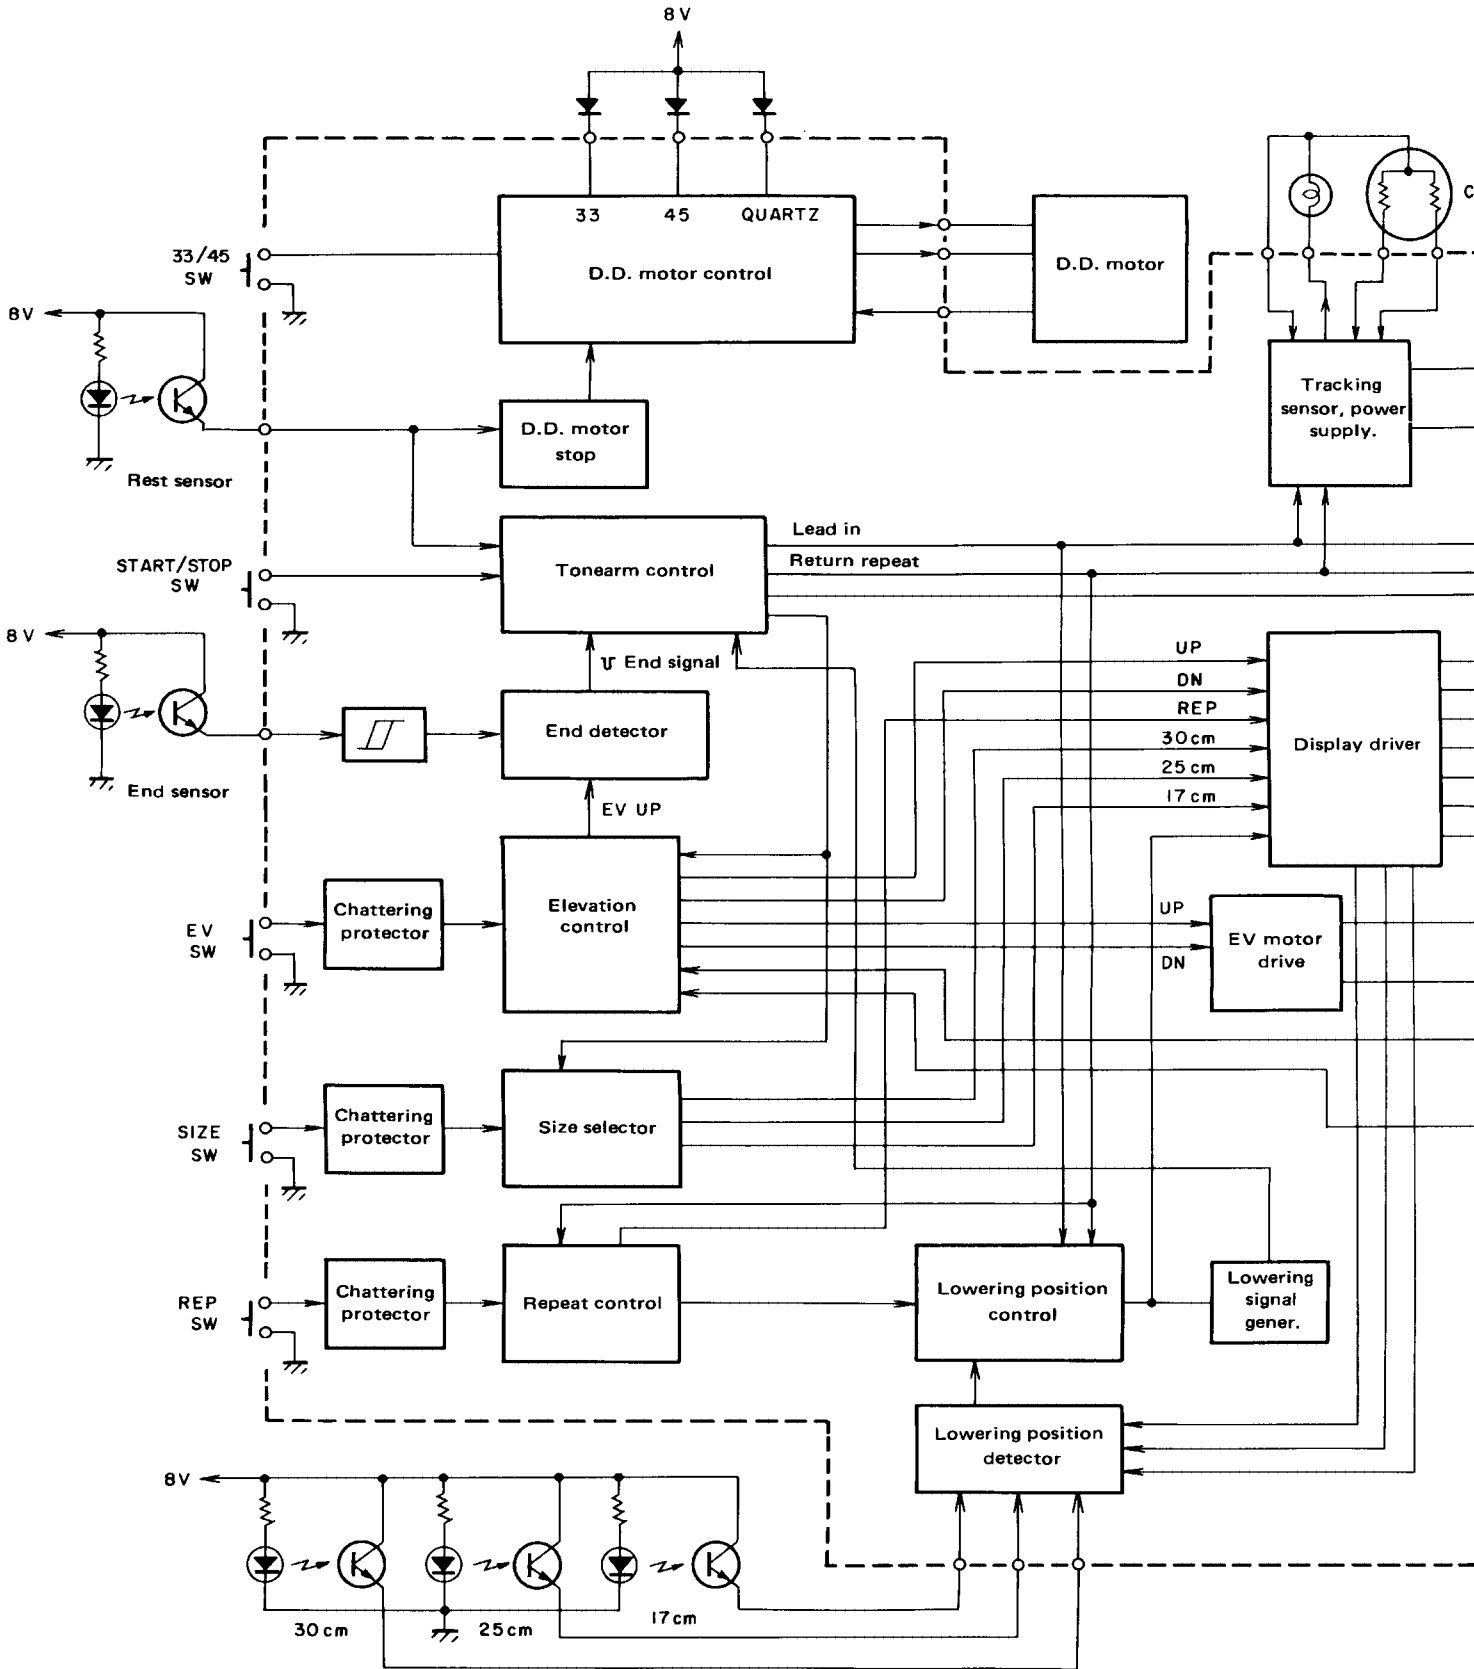 8V
33 45 QUARTZ
D.D. motor control
D.D. motor
C
33/45
SW
8V
Tracking
sensor, power
supply.
D.D. motor
stop
Rest sensor
Lead in
Return repeat
START/STOP
SW
Tonearm control
8V
End signal
UP
DN
REP
30cm
25cm
17cm
Display driver
End detector
End sensor
EV UP
Chattering
protector
Elevation
control
EV
SW
UP
DN
EV motor
drive
SIZE
SW
Chattering
protector
Size selector
REP
SW
Chattering
protector
Repeat control
Lowering position
control
Lowering
signal
gener.
Lowering position
detector
8V
30cm
25cm
17cm